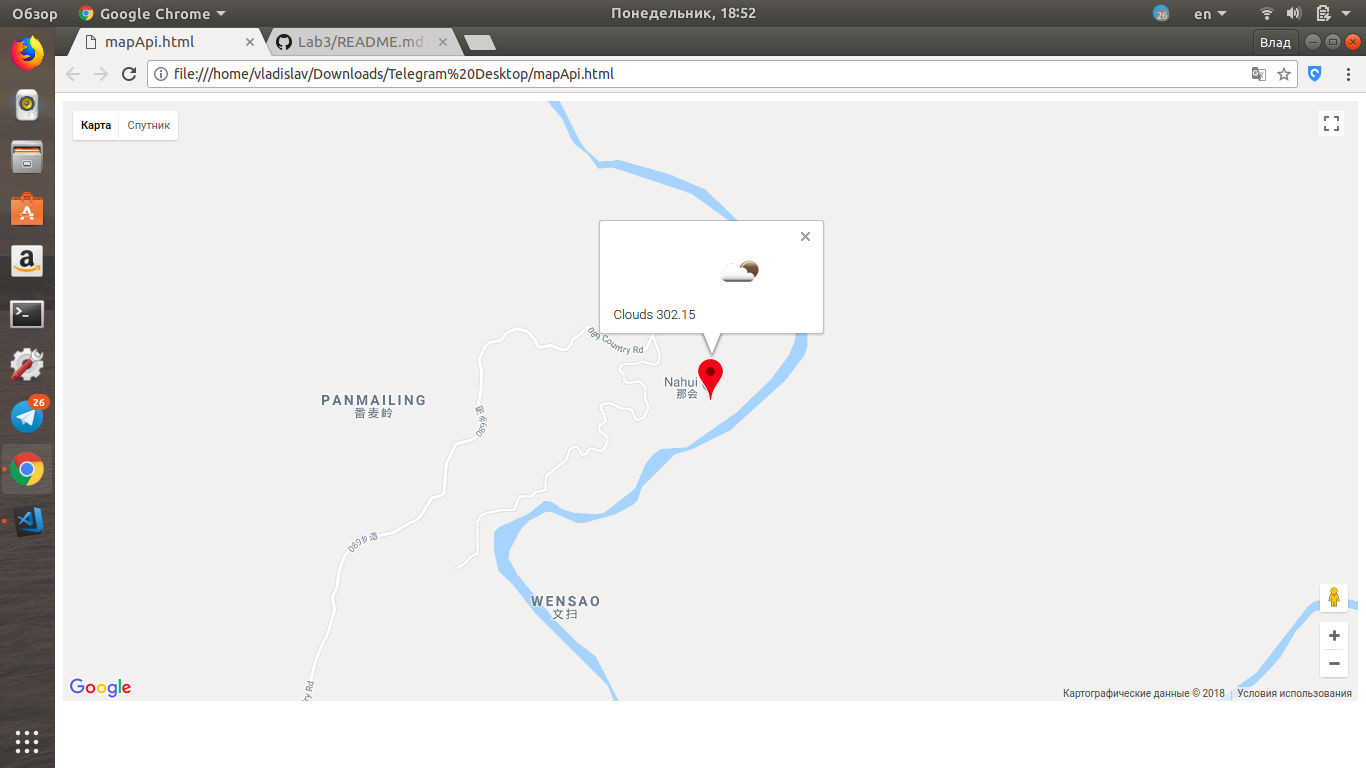 Обзор Google Chrome Понедельник, 18:52 26 en
mapApi.html Lab3/README.md Влад
file:///home/vladislav/Downloads/Telegram%20Desktop/mapApi.html
Карта Спутник
Clouds 302.15
089 Country Rd
Nahui
那会
PANMAILING
番麦岭
089乡道
26
089乡道
WENSAO
文扫
ry Rd
Google
Картографические данные © 2018 Условия использования